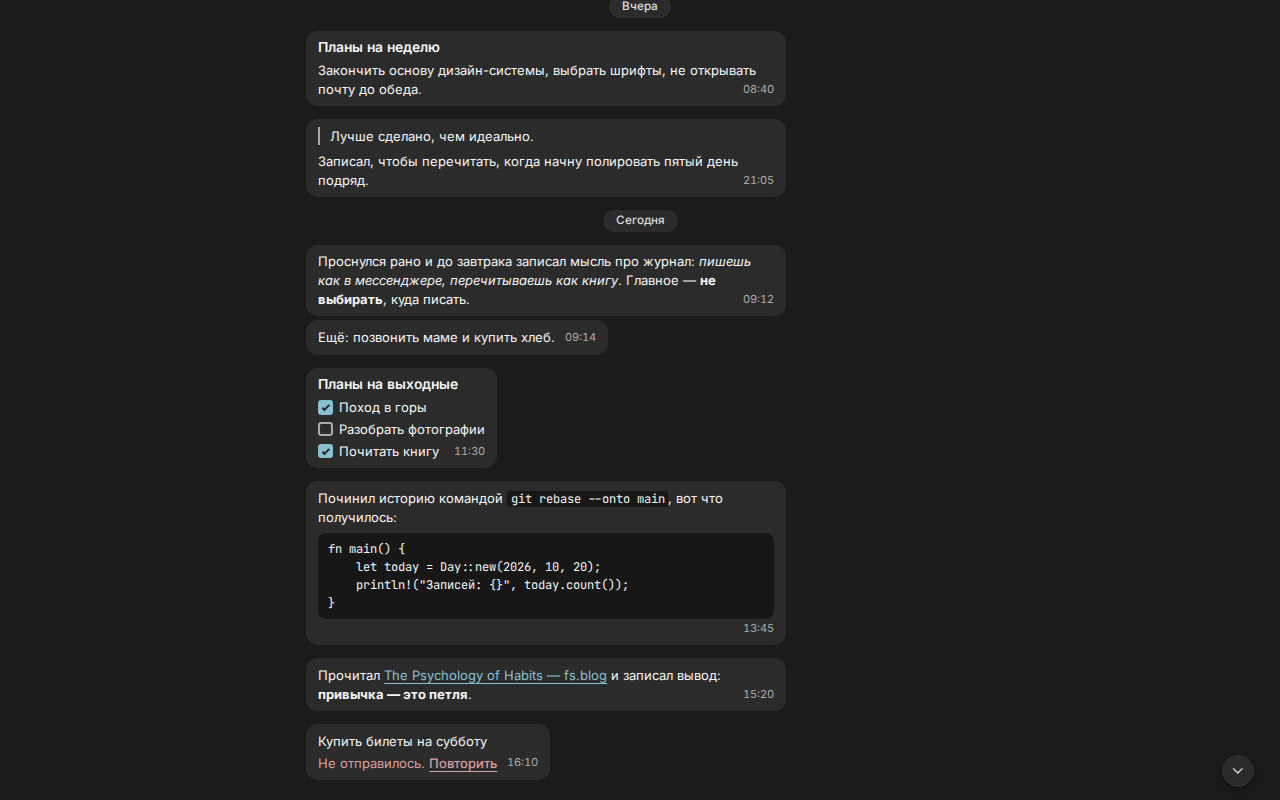 Вчера
Планы на неделю
Закончить основу дизайн-системы, выбрать шрифты, не открывать
почту до обеда. 08:40
Лучше сделано, чем идеально.
Записал, чтобы перечитать, когда начну полировать пятый день
подряд. 21:05
Сегодня
Проснулся рано и до завтрака записал мысль про журнал: пишешь
как в мессенджере, перечитываешь как книгу. Главное — не
выбирать, куда писать. 09:12
Ещё: позвонить маме и купить хлеб. 09:14
Планы на выходные
Поход в горы
Разобрать фотографии
Почитать книгу 11:30
Починил историю командой git rebase --onto main, вот что
получилось:
fn main() {
    let today = Day::new(2026, 10, 20);
    println!("Записей: {}", today.count());
}
13:45
Прочитал The Psychology of Habits — fs.blog и записал вывод:
привычка — это петля. 15:20
Купить билеты на субботу
Не отправилось. Повторить 16:10